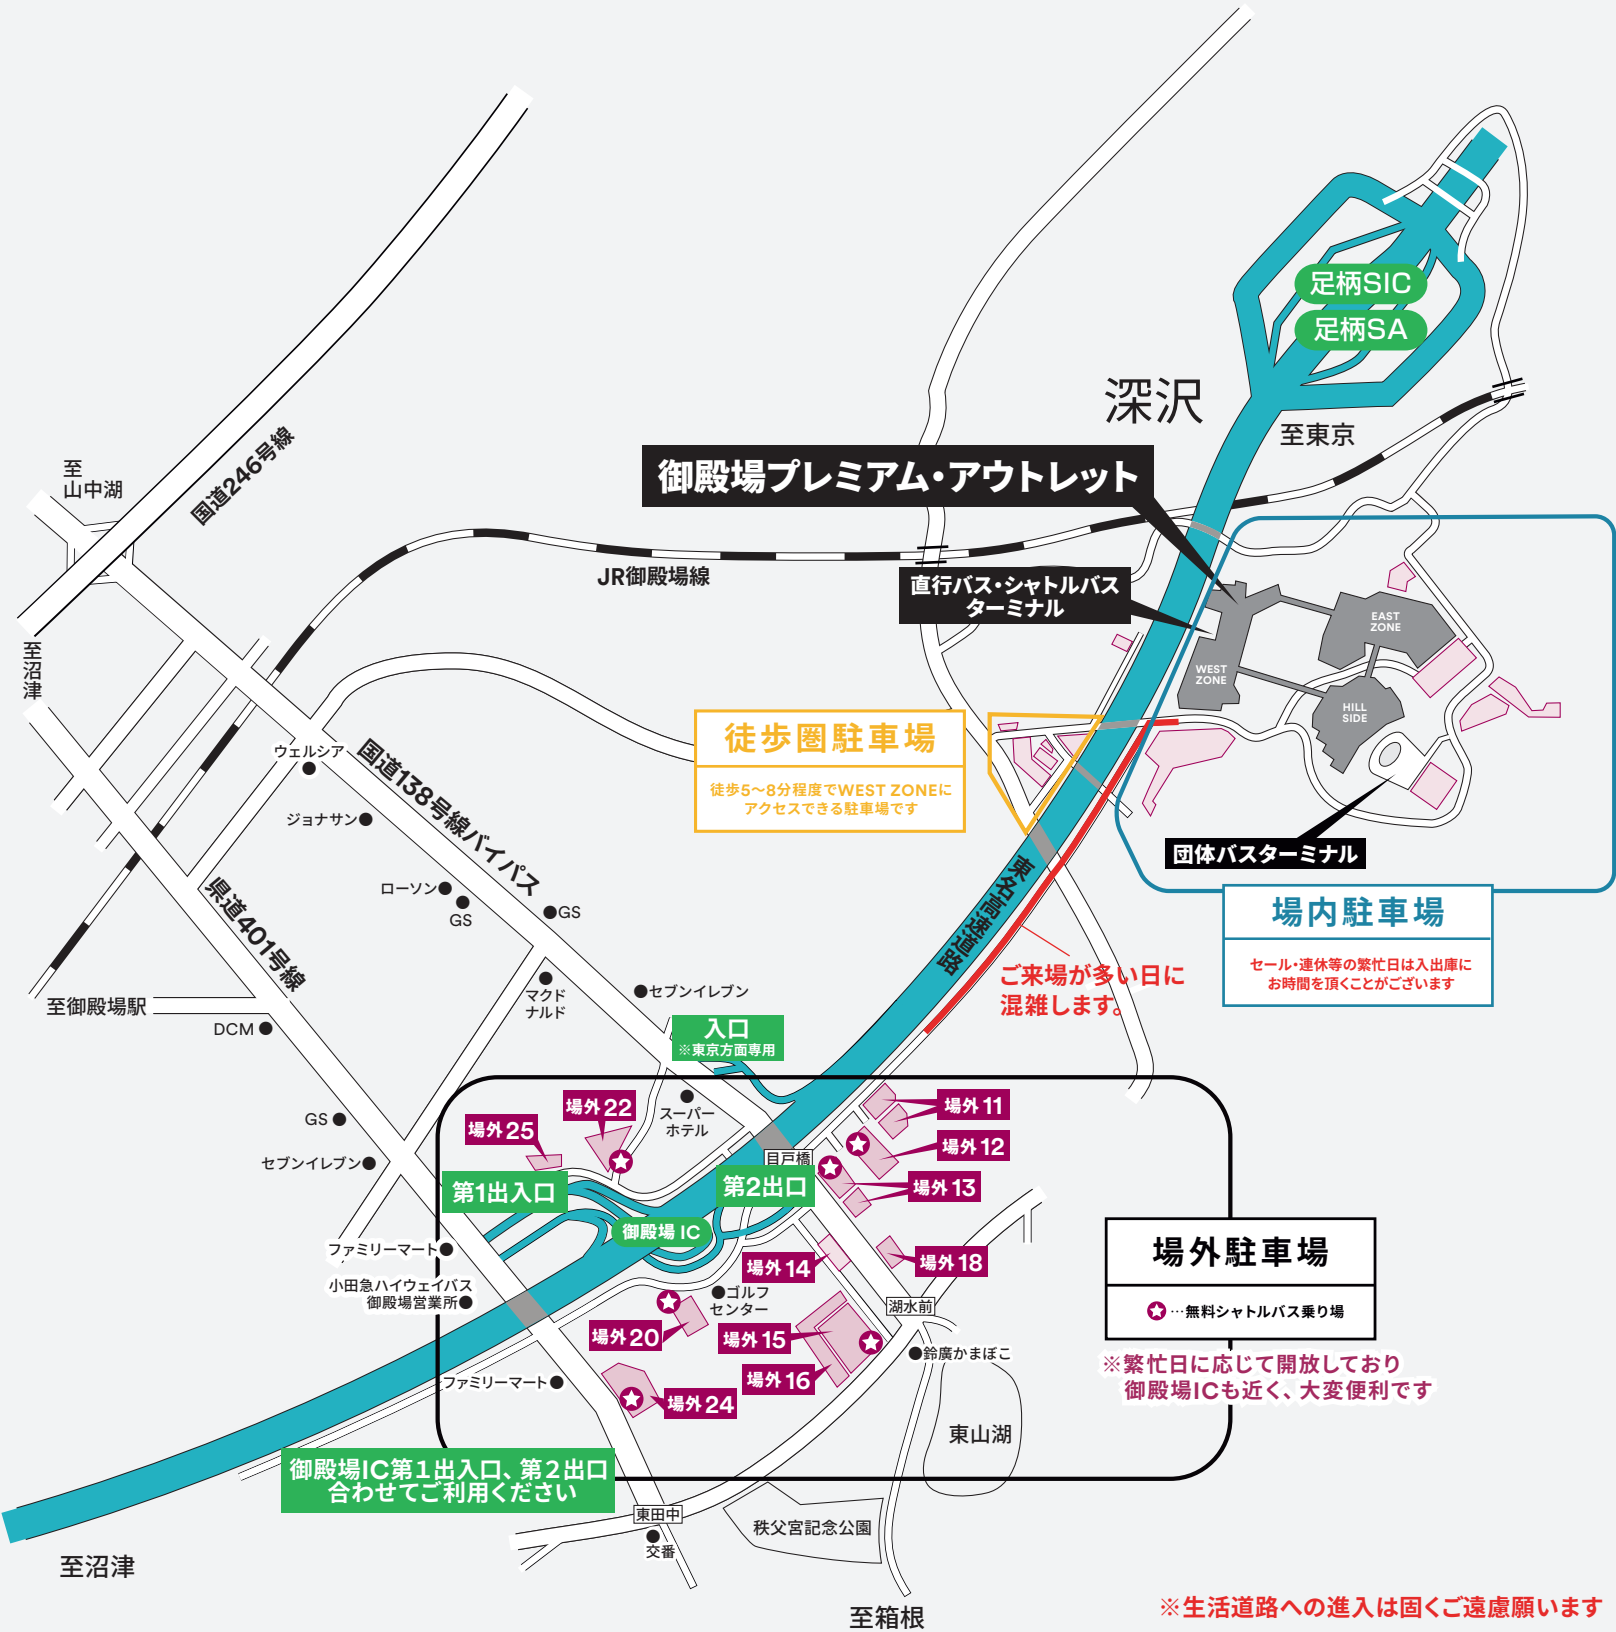 足柄SIC
足柄SA
深沢
至東京
国道246号線
至
山中湖
御殿場プレミアム・アウトレット
JR御殿場線
直行バス・シャトルバス
ターミナル
EAST
ZONE
WEST
ZONE
HILL
SIDE
至沼津
徒歩圏駐車場
徒歩5〜8分程度でWEST ZONEに
アクセスできる駐車場です
ウェルシア
国道138号線バイパス
ジョナサン
ローソン
GS
GS
県道401号線
団体バスターミナル
場内駐車場
セール・連休等の繁忙日は入出庫に
お時間を頂くことがございます
東名高速道路
ご来場が多い日に
混雑します。
マクド
ナルド
セブンイレブン
至御殿場駅
DCM
入口
※東京方面専用
GS
セブンイレブン
スーパー
ホテル
場外22
場外25
場外11
場外12
場外13
目戸橋
第1出入口
第2出口
御殿場 IC
ファミリーマート
小田急ハイウェイバス
御殿場営業所
場外14
場外18
ゴルフ
センター
湖水前
場外20
場外15
場外16
場外24
鈴廣かまぼこ
ファミリーマート
場外駐車場
…無料シャトルバス乗り場
※繁忙日に応じて開放しており
御殿場ICも近く、大変便利です
東山湖
御殿場IC第1出入口、第2出口
合わせてご利用ください
東田中
交番
秩父宮記念公園
至沼津
至箱根
※生活道路への進入は固くご遠慮願います